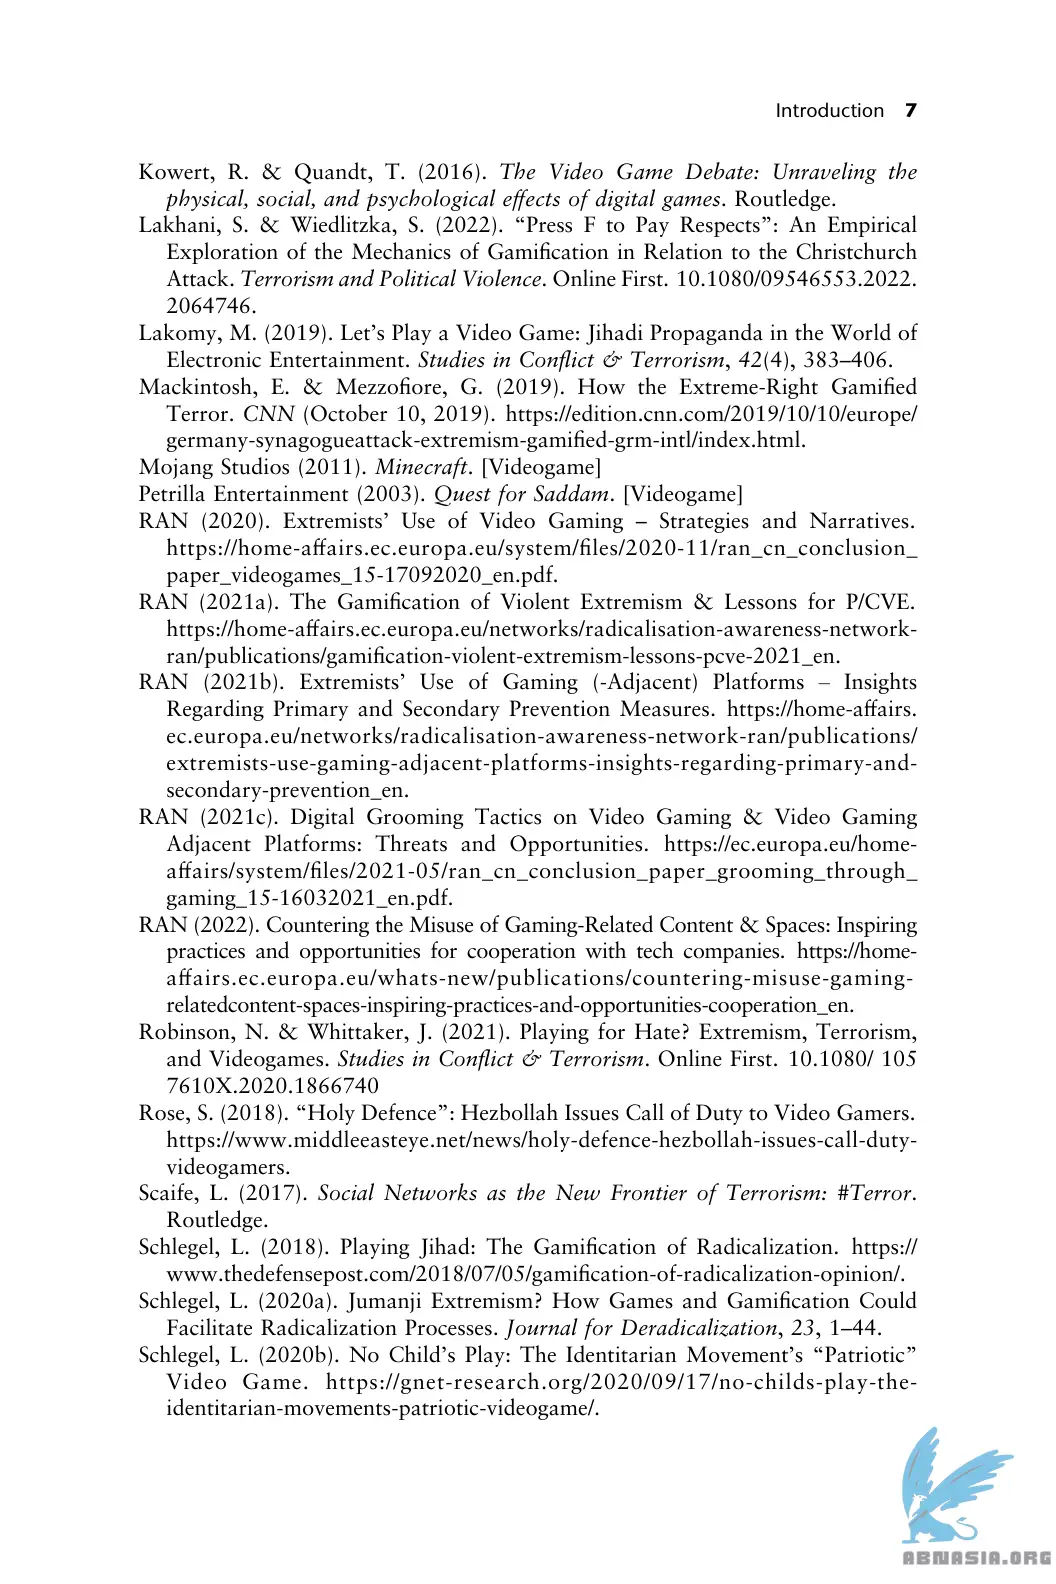 Introduction 7
Kowert, R. & Quandt, T. (2016). The Video Game Debate: Unraveling the
physical, social, and psychological effects of digital games. Routledge.
Lakhani, S. & Wiedlitzka, S. (2022). “Press F to Pay Respects”: An Empirical
Exploration of the Mechanics of Gamification in Relation to the Christchurch
Attack. Terrorism and Political Violence. Online First. 10.1080/09546553.2022.
2064746.
Lakomy, M. (2019). Let’s Play a Video Game: Jihadi Propaganda in the World of
Electronic Entertainment. Studies in Conflict & Terrorism, 42(4), 383–406.
Mackintosh, E. & Mezzofiore, G. (2019). How the Extreme-Right Gamified
Terror. CNN (October 10, 2019). https://edition.cnn.com/2019/10/10/europe/
germany-synagogueattack-extremism-gamified-grm-intl/index.html.
Mojang Studios (2011). Minecraft. [Videogame]
Petrilla Entertainment (2003). Quest for Saddam. [Videogame]
RAN (2020). Extremists’ Use of Video Gaming – Strategies and Narratives.
https://home-affairs.ec.europa.eu/system/files/2020-11/ran_cn_conclusion_
paper_videogames_15-17092020_en.pdf.
RAN (2021a). The Gamification of Violent Extremism & Lessons for P/CVE.
https://home-affairs.ec.europa.eu/networks/radicalisation-awareness-network-
ran/publications/gamification-violent-extremism-lessons-pcve-2021_en.
RAN (2021b). Extremists’ Use of Gaming (-Adjacent) Platforms – Insights
Regarding Primary and Secondary Prevention Measures. https://home-affairs.
ec.europa.eu/networks/radicalisation-awareness-network-ran/publications/
extremists-use-gaming-adjacent-platforms-insights-regarding-primary-and-
secondary-prevention_en.
RAN (2021c). Digital Grooming Tactics on Video Gaming & Video Gaming
Adjacent Platforms: Threats and Opportunities. https://ec.europa.eu/home-
affairs/system/files/2021-05/ran_cn_conclusion_paper_grooming_through_
gaming_15-16032021_en.pdf.
RAN (2022). Countering the Misuse of Gaming-Related Content & Spaces: Inspiring
practices and opportunities for cooperation with tech companies. https://home-
affairs.ec.europa.eu/whats-new/publications/countering-misuse-gaming-
relatedcontent-spaces-inspiring-practices-and-opportunities-cooperation_en.
Robinson, N. & Whittaker, J. (2021). Playing for Hate? Extremism, Terrorism,
and Videogames. Studies in Conflict & Terrorism. Online First. 10.1080/ 105
7610X.2020.1866740
Rose, S. (2018). “Holy Defence”: Hezbollah Issues Call of Duty to Video Gamers.
https://www.middleeasteye.net/news/holy-defence-hezbollah-issues-call-duty-
videogamers.
Scaife, L. (2017). Social Networks as the New Frontier of Terrorism: #Terror.
Routledge.
Schlegel, L. (2018). Playing Jihad: The Gamification of Radicalization. https://
www.thedefensepost.com/2018/07/05/gamification-of-radicalization-opinion/.
Schlegel, L. (2020a). Jumanji Extremism? How Games and Gamification Could
Facilitate Radicalization Processes. Journal for Deradicalization, 23, 1–44.
Schlegel, L. (2020b). No Child’s Play: The Identitarian Movement’s “Patriotic”
Video Game. https://gnet-research.org/2020/09/17/no-childs-play-the-
identitarian-movements-patriotic-videogame/.
ABNASIA.ORG